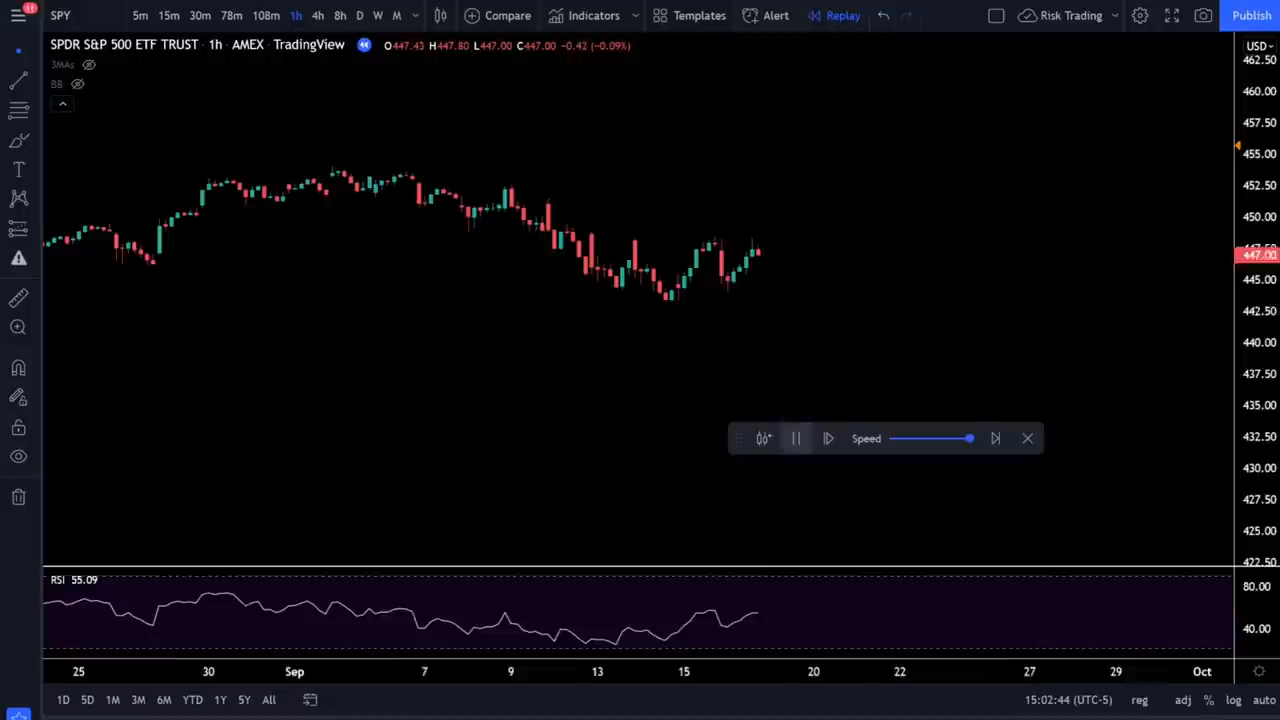 11
SPY 5m 15m 30m 78m 108m 1h 4h 8h D W M Compare Indicators Templates Alert Replay Risk Trading Publish
SPDR S&P 500 ETF TRUST · 1h · AMEX · TradingView O447.43 H447.80 L447.00 C447.00 -0.42 (-0.09%) USD
3MAs
BB
462.50
460.00
457.50
455.00
452.50
450.00
447.00
445.00
442.50
440.00
437.50
435.00
Speed
432.50
430.00
427.50
425.00
422.50
RSI 55.09
80.00
40.00
25 30 Sep 7 9 13 15 20 22 27 29 Oct
1D 5D 1M 3M 6M YTD 1Y 5Y All 15:02:44 (UTC-5) reg adj % log auto